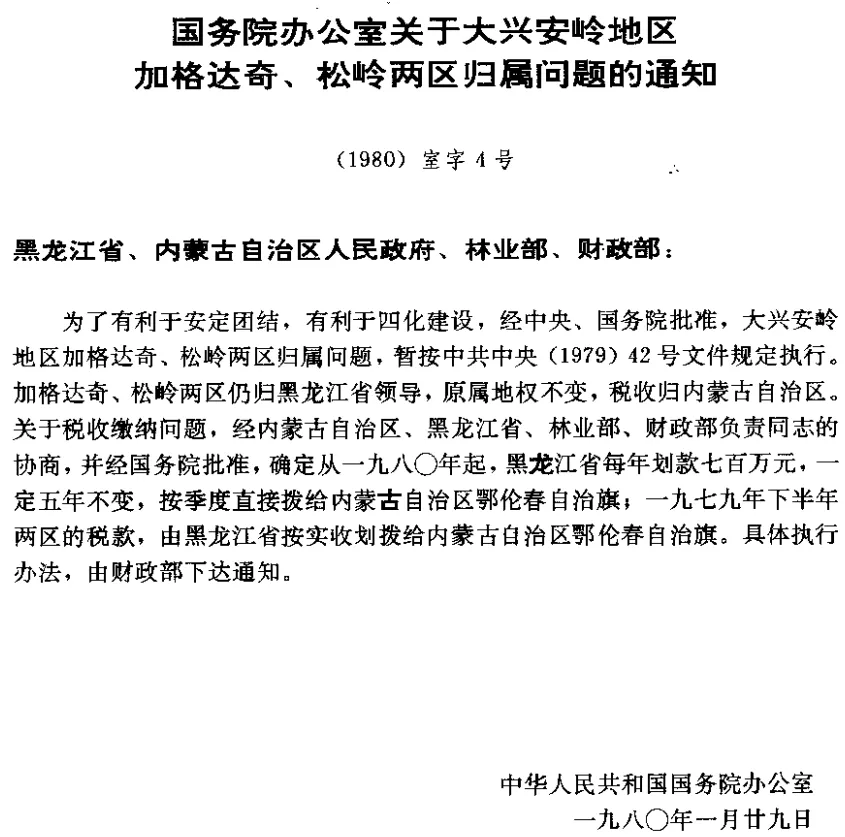 国务院办公室关于大兴安岭地区
加格达奇、松岭两区归属问题的通知
（1980）室字 4 号
黑龙江省、内蒙古自治区人民政府、林业部、财政部：
为了有利于安定团结，有利于四化建设，经中央、国务院批准，大兴安岭
地区加格达奇、松岭两区归属问题，暂按中共中央（1979）42 号文件规定执行。
加格达奇、松岭两区仍归黑龙江省领导，原属地权不变，税收归内蒙古自治区。
关于税收缴纳问题，经内蒙古自治区、黑龙江省、林业部、财政部负责同志的
协商，并经国务院批准，确定从一九八〇年起，黑龙江省每年划款七百万元，一
定五年不变，按季度直接拨给内蒙古自治区鄂伦春自治旗；一九七九年下半年
两区的税款，由黑龙江省按实收划拨给内蒙古自治区鄂伦春自治旗。具体执行
办法，由财政部下达通知。
中华人民共和国国务院办公室
一九八〇年一月廿九日